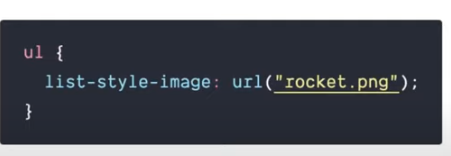 ul {
  list-style-image: url("rocket.png");
}